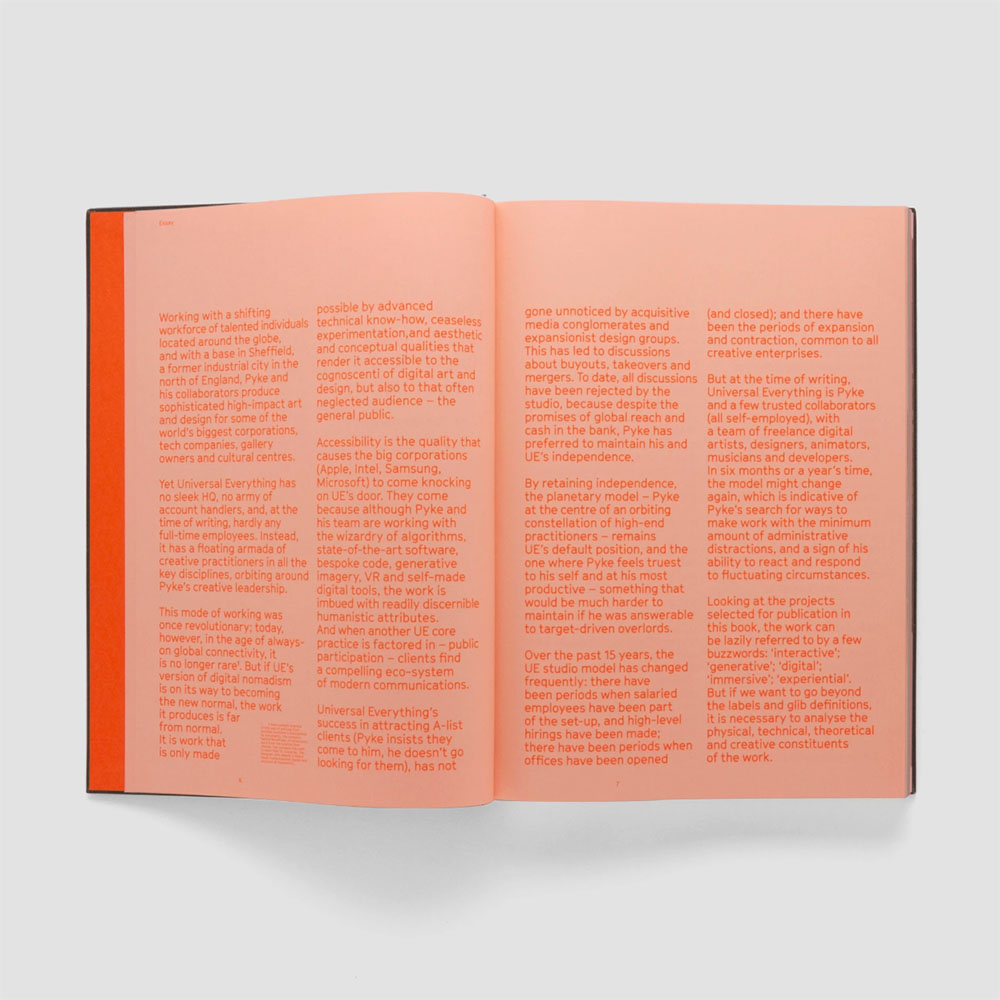 Essay
Working with a shifting
workforce of talented individuals
located around the globe,
and with a base in Sheffield,
a former industrial city in the
north of England, Pyke and
his collaborators produce
sophisticated high-impact art
and design for some of the
world's biggest corporations,
tech companies, gallery
owners and cultural centres.
Yet Universal Everything has
no sleek HQ, no army of
account handlers, and, at the
time of writing, hardly any
full-time employees. Instead,
it has a floating armada of
creative practitioners in all the
key disciplines, orbiting around
Pyke's creative leadership.
This mode of working was
once revolutionary; today,
however, in the age of always-
on global connectivity, it
is no longer rare. But if UE's
version of digital nomadism
is on its way to becoming
the new normal, the work
it produces is far
from normal.
It is work that
is only made
6
possible by advanced
technical know-how, ceaseless
experimentation,and aesthetic
and conceptual qualities that
render it accessible to the
cognoscenti of digital art and
design, but also to that often
neglected audience – the
general public.
Accessibility is the quality that
causes the big corporations
(Apple, Intel, Samsung,
Microsoft) to come knocking
on UE's door. They come
because although Pyke and
his team are working with
the wizardry of algorithms,
state-of-the-art software,
bespoke code, generative
imagery, VR and self-made
digital tools, the work is
imbued with readily discernible
humanistic attributes.
And when another UE core
practice is factored in – public
participation – clients find
a compelling eco-system
of modern communications.
Universal Everything's
success in attracting A-list
clients (Pyke insists they
come to him, he doesn't go
looking for them), has not
gone unnoticed by acquisitive
media conglomerates and
expansionist design groups.
This has led to discussions
about buyouts, takeovers and
mergers. To date, all discussions
have been rejected by the
studio, because despite the
promises of global reach and
cash in the bank, Pyke has
preferred to maintain his and
UE's independence.
By retaining independence,
the planetary model – Pyke
at the centre of an orbiting
constellation of high-end
practitioners – remains
UE's default position, and the
one where Pyke feels truest
to his self and at his most
productive – something that
would be much harder to
maintain if he was answerable
to target-driven overlords.
Over the past 15 years, the
UE studio model has changed
frequently: there have
been periods when salaried
employees have been part
of the set-up, and high-level
hirings have been made;
there have been periods when
offices have been opened
7
(and closed); and there have
been the periods of expansion
and contraction, common to all
creative enterprises.
But at the time of writing,
Universal Everything is Pyke
and a few trusted collaborators
(all self-employed), with
a team of freelance digital
artists, designers, animators,
musicians and developers.
In six months or a year's time,
the model might change
again, which is indicative of
Pyke's search for ways to
make work with the minimum
amount of administrative
distractions, and a sign of his
ability to react and respond
to fluctuating circumstances.
Looking at the projects
selected for publication in
this book, the work can
be lazily referred to by a few
buzzwords: 'interactive';
'generative'; 'digital';
'immersive'; 'experiential'.
But if we want to go beyond
the labels and glib definitions,
it is necessary to analyse the
physical, technical, theoretical
and creative constituents
of the work.